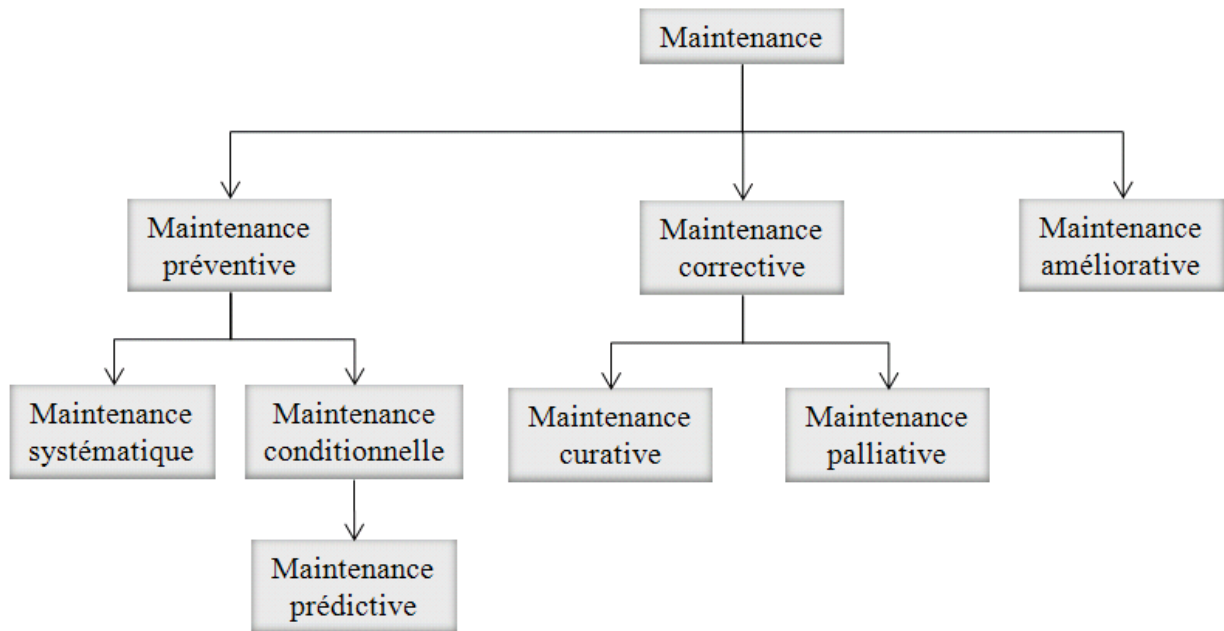 Maintenance
Maintenance
préventive
Maintenance
corrective
Maintenance
améliorative
Maintenance
systématique
Maintenance
conditionnelle
Maintenance
curative
Maintenance
palliative
Maintenance
prédictive